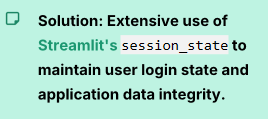 Solution: Extensive use of
Streamlit's session_state to
maintain user login state and
application data integrity.